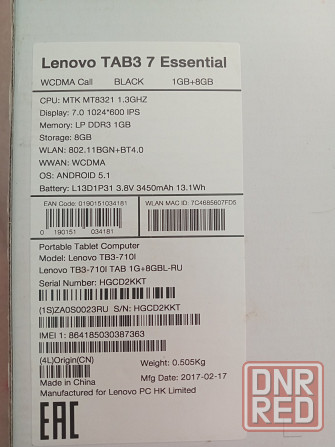 Lenovo TAB3 7 Essential
WCDMA Call BLACK 1GB+8GB
CPU: MTK MT8321 1.3GHZ
Display: 7.0 1024*600 IPS
Memory: LP DDR3 1GB
Storage: 8GB
WLAN: 802.11BGN+BT4.0
WWAN: WCDMA
OS: ANDROID 5.1
Battery: L13D1P31 3.8V 3450mAh 13.1Wh
EAN Code: 0190151034181
WLAN MAC ID: 7C4685607FD5
0 190151 034181
Portable Tablet Computer
Model: Lenovo TB3-710I
Lenovo TB3-710I TAB 1G+8GBL-RU
Serial Number: HGCD2KKT
(1S)ZA0S0023RU S/N: HGCD2KKT
IMEI 1: 864185030387363
(4L)Origin(CN)
Weight: 0.505Kg
Made in China
Mfg Date: 2017-02-17
Manufactured for Lenovo PC HK Limited
EAC
DNR
RED